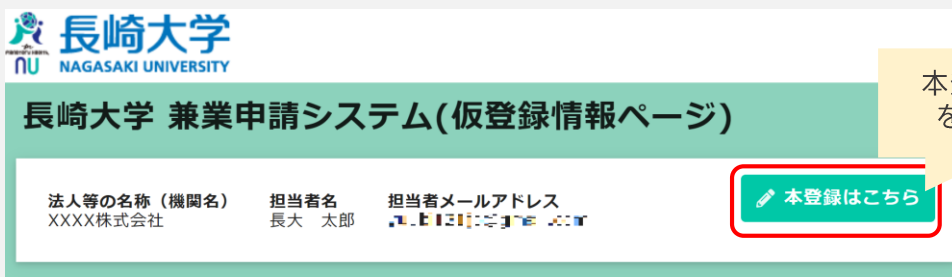 長崎大学
NAGASAKI UNIVERSITY
本
を
長崎大学 兼業申請システム(仮登録情報ページ)
法人等の名称（機関名） 担当者名 担当者メールアドレス
XXXX株式会社 長大 太郎
本登録はこちら